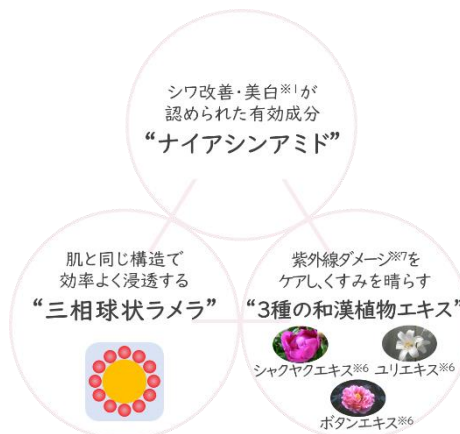 シワ改善・美白※1が
認められた有効成分
“ナイアシンアミド”
肌と同じ構造で
効率よく浸透する
“三相球状ラメラ”
紫外線ダメージ※7を
ケアし、くすみを晴らす
“3種の和漢植物エキス”
シャクヤクエキス※6 ユリエキス※6
ボタンエキス※6